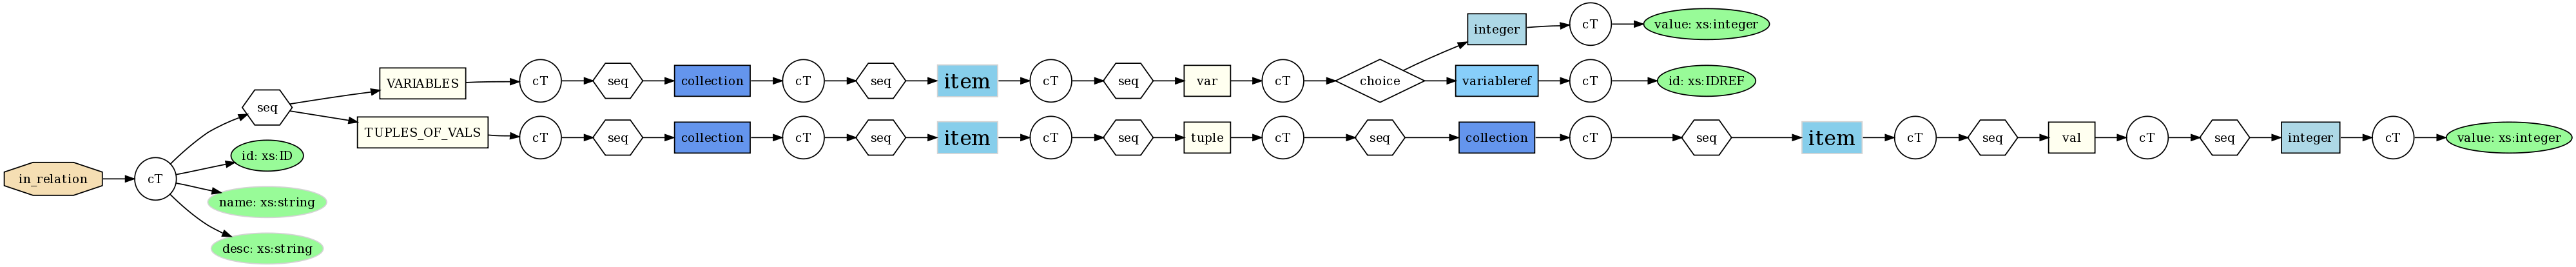 in_relation
cT
seq
id: xs:ID
name: xs:string
desc: xs:string
VARIABLES
cT
seq
collection
cT
seq
item
cT
seq
var
cT
choice
integer
cT
value: xs:integer
variableref
cT
id: xs:IDREF
TUPLES_OF_VALS
cT
seq
collection
cT
seq
item
cT
seq
tuple
cT
seq
collection
cT
seq
item
cT
seq
val
cT
seq
integer
cT
value: xs:integer